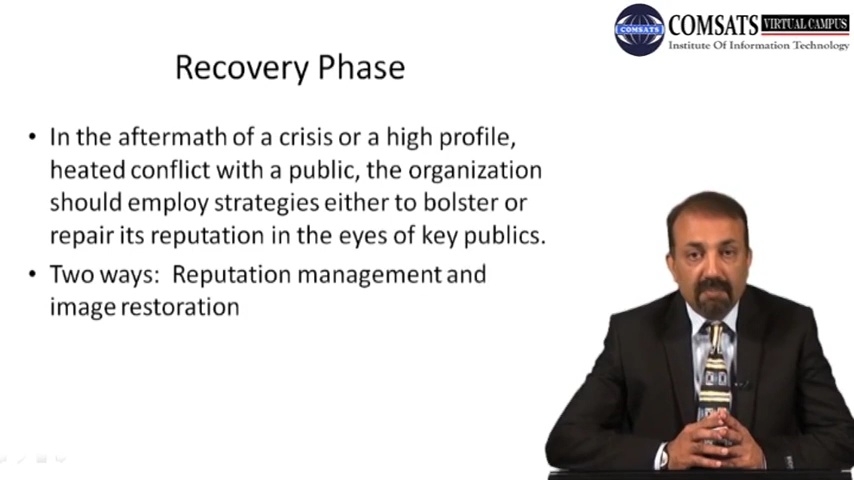 COMSATS VIRTUAL CAMPUS
Institute Of Information Technology
COMSATS
Recovery Phase
• In the aftermath of a crisis or a high profile,
heated conflict with a public, the organization
should employ strategies either to bolster or
repair its reputation in the eyes of key publics.
• Two ways: Reputation management and
image restoration